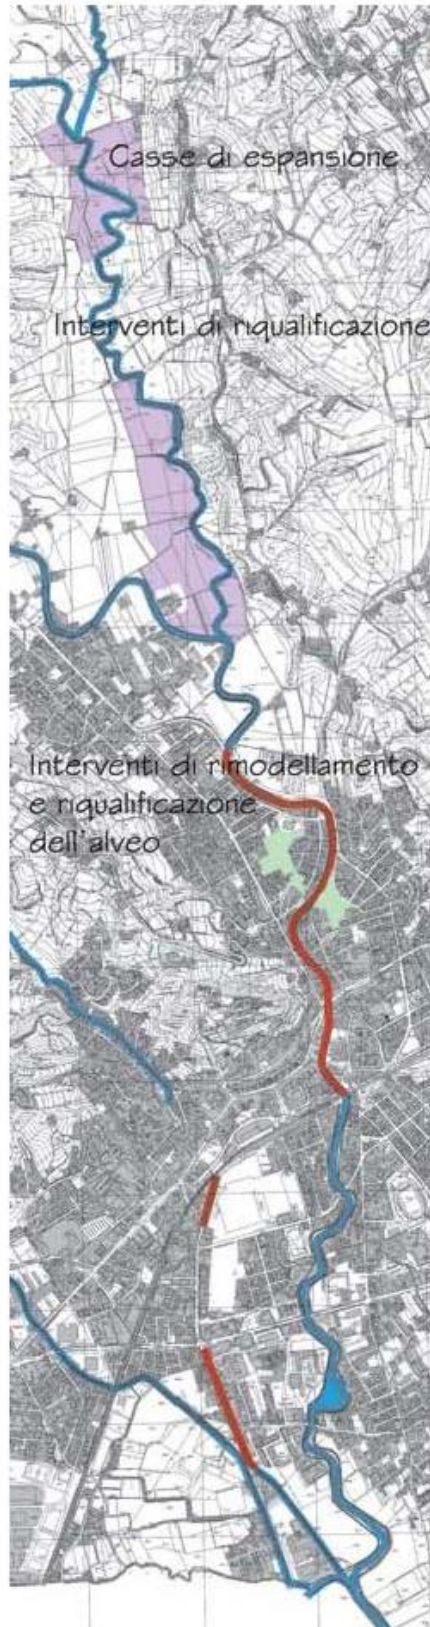 Casse di espansione
Interventi di riqualificazione
Interventi di rimodellamento
e riqualificazione
dell'alveo